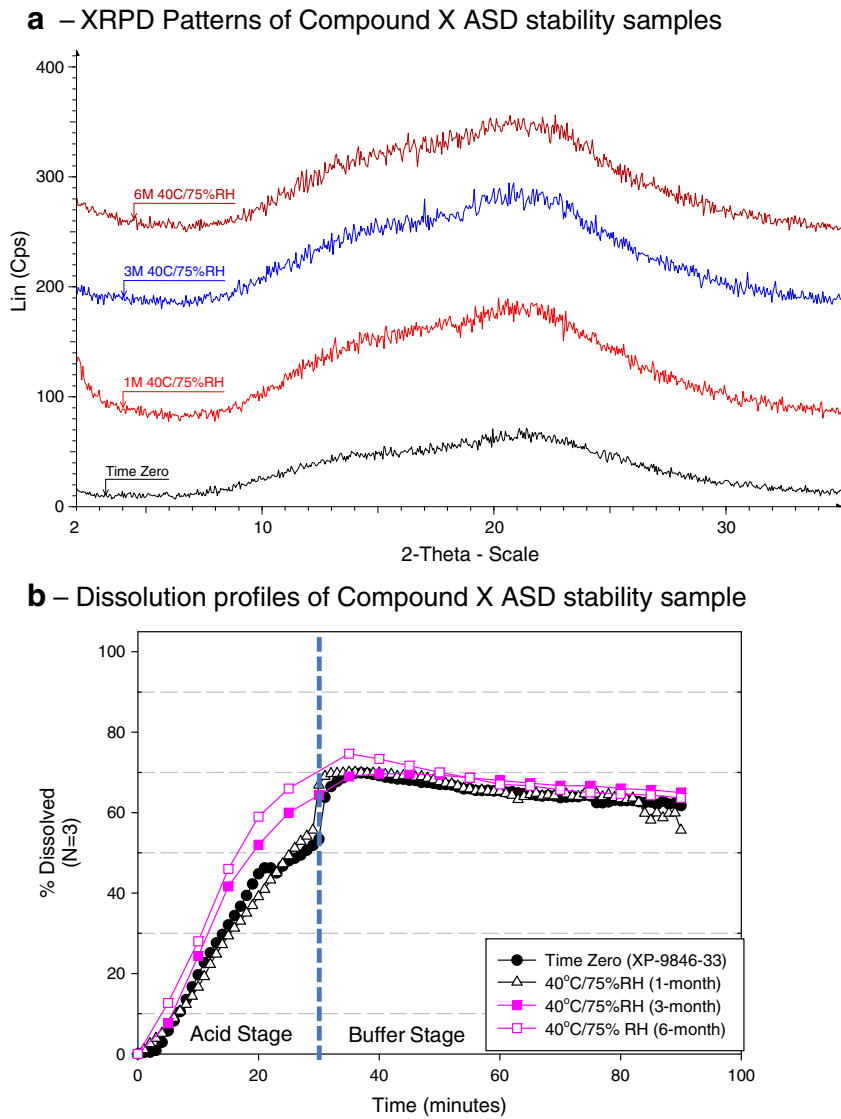 a – XRPD Patterns of Compound X ASD stability samples
400
300
200
100
0
Lin (Cps)
6M 40C/75%RH
3M 40C/75%RH
1M 40C/75%RH
Time Zero
2
10
20
30
2-Theta - Scale
b – Dissolution profiles of Compound X ASD stability sample
100
80
60
40
20
0
% Dissolved
(N=3)
Acid Stage
Buffer Stage
Time Zero (XP-9846-33)
40°C/75%RH (1-month)
40°C/75%RH (3-month)
40°C/75% RH (6-month)
0
20
40
60
80
100
Time (minutes)